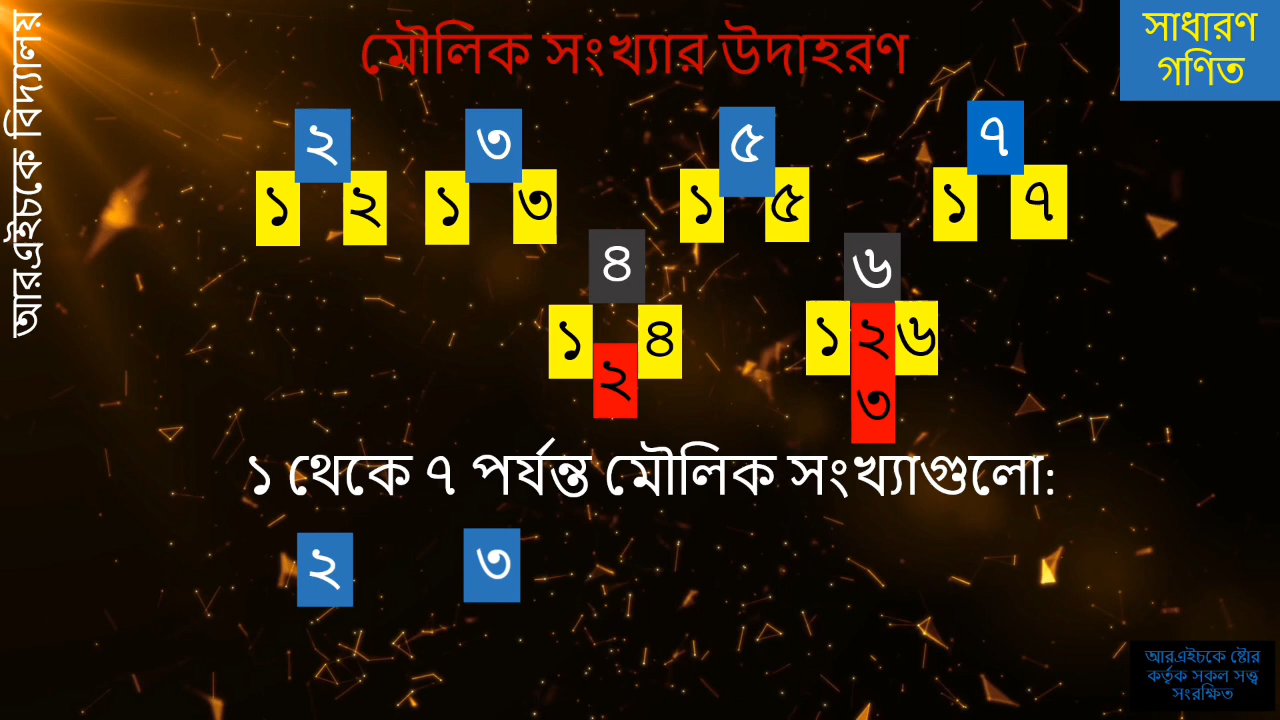 আরএইচকে বিদ্যালয়
মৌলিক সংখ্যার উদাহরণ
সাধারণ
গণিত
২ ৩ ৫ ৭
১ ২ ১ ৩ ১ ৫ ১ ৭
৪ ৬
১ ৪ ১ ২ ৬
২ ৩
১ থেকে ৭ পর্যন্ত মৌলিক সংখ্যাগুলো:
২ ৩
আরএইচকে ষ্টোর
কর্তৃক সকল সত্ত্ব
সংরক্ষিত